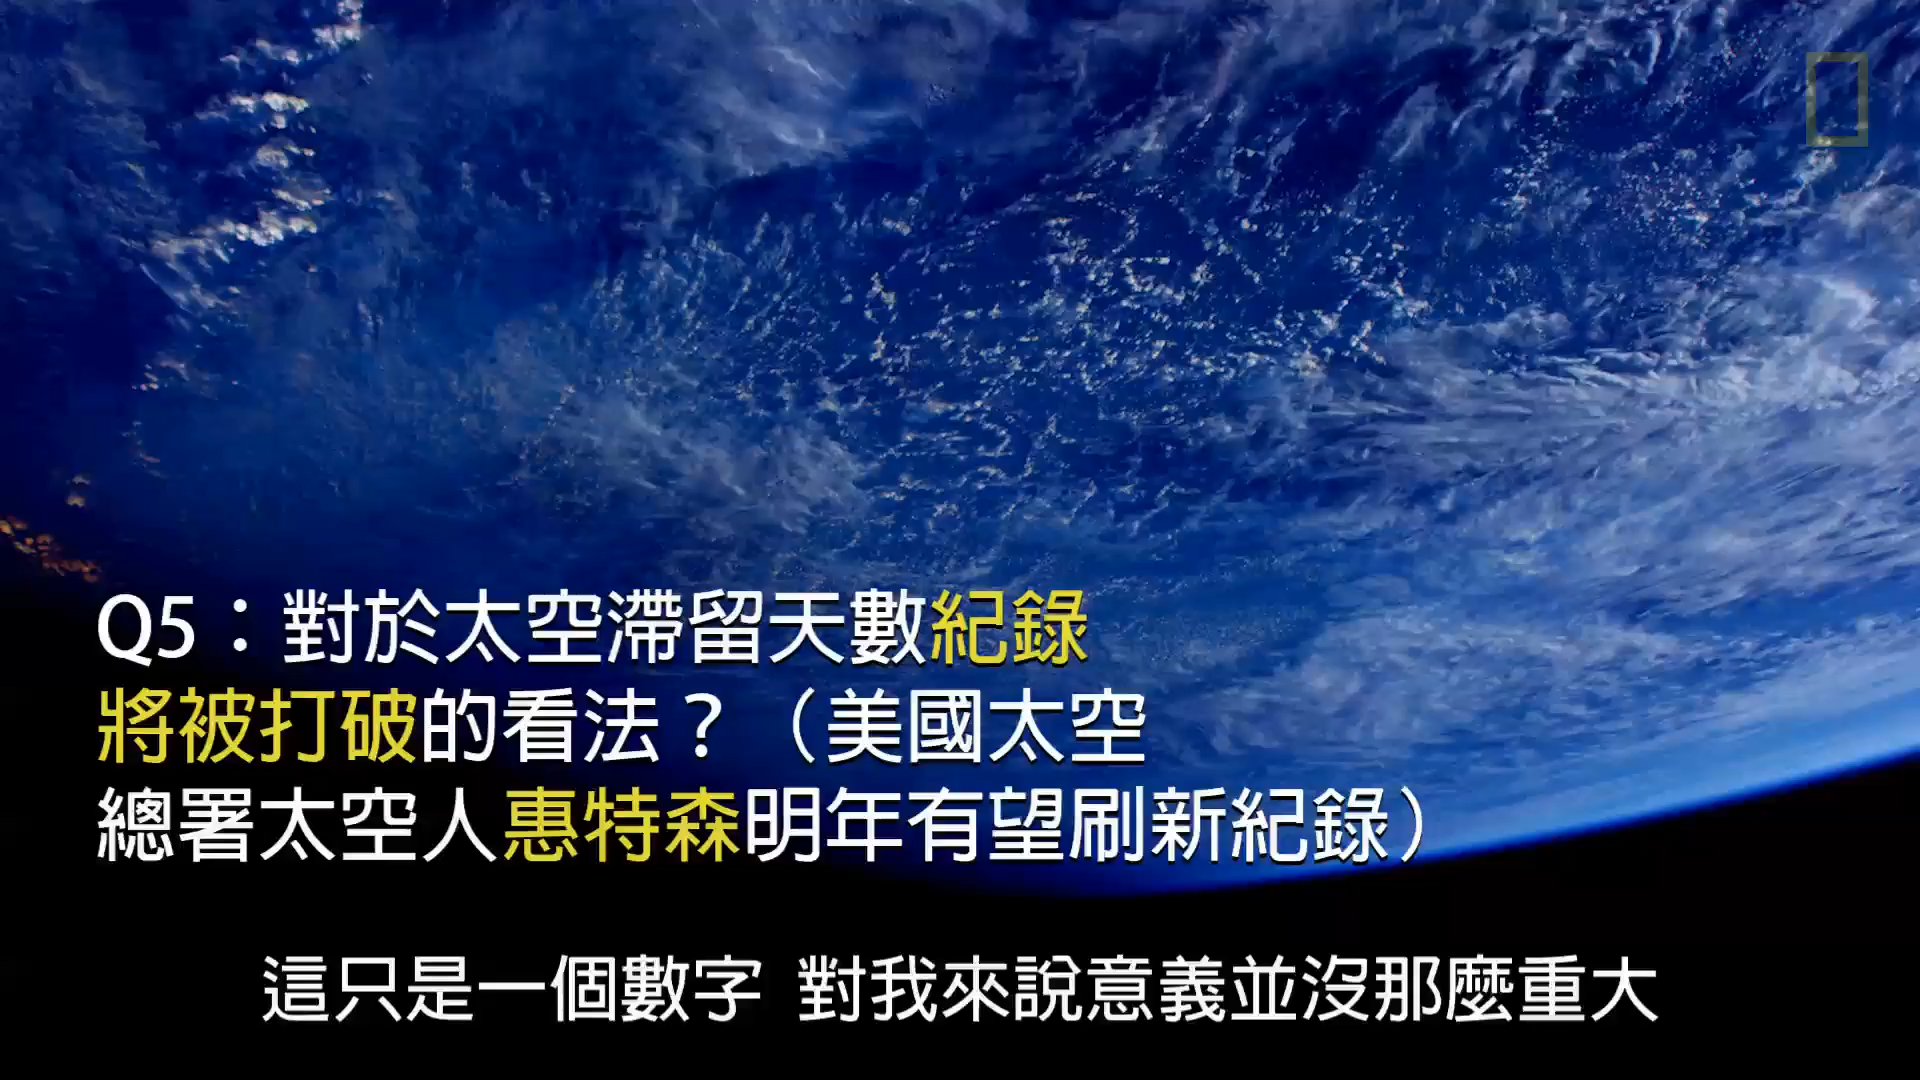 Q5：對於太空滯留天數紀錄
將被打破的看法？（美國太空
總署太空人惠特森明年有望刷新紀錄）
這只是一個數字 對我來說意義並沒那麼重大